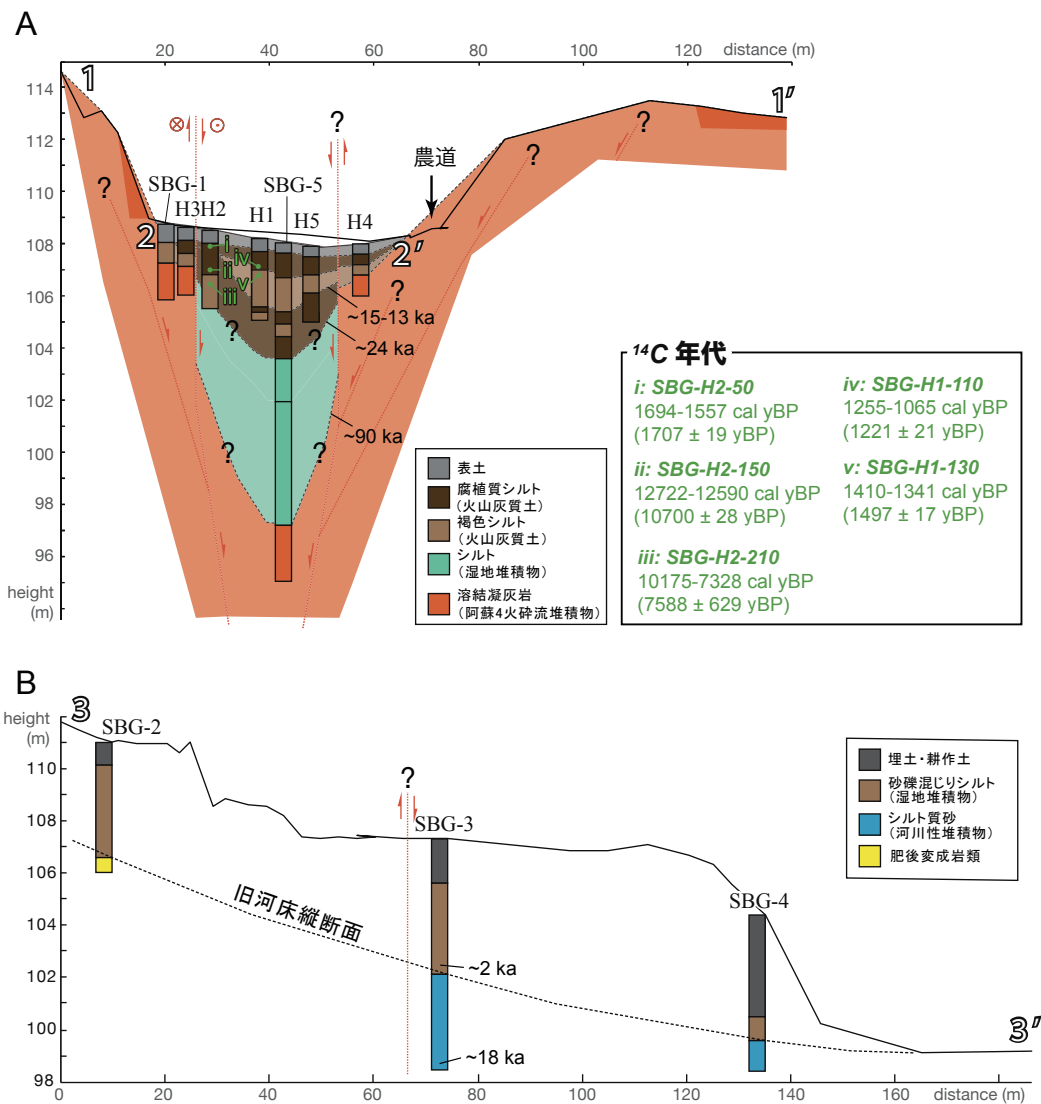 A
20
40
60
80
120
distance (m)
114
112
110
108
106
104
102
100
98
96
height
(m)
1
1′
?
農道
?
?
?
SBG-1
SBG-5
H3
H2
H1
H5
H4
2
2′
i
iv
ii
v
iii
?
~15-13 ka
?
?
~24 ka
~90 ka
?
?
表土
腐植質シルト
(火山灰質土)
褐色シルト
(火山灰質土)
シルト
(湿地堆積物)
溶結凝灰岩
(阿蘇4火砕流堆積物)
14C 年代
i: SBG-H2-50
1694-1557 cal yBP
(1707 ± 19 yBP)
ii: SBG-H2-150
12722-12590 cal yBP
(10700 ± 28 yBP)
iii: SBG-H2-210
10175-7328 cal yBP
(7588 ± 629 yBP)
iv: SBG-H1-110
1255-1065 cal yBP
(1221 ± 21 yBP)
v: SBG-H1-130
1410-1341 cal yBP
(1497 ± 17 yBP)
B
height
(m)
3
SBG-2
110
108
106
104
102
100
98
?
SBG-3
SBG-4
旧河床縦断面
~2 ka
~18 ka
3′
埋土・耕作土
砂礫混じりシルト
(湿地堆積物)
シルト質砂
(河川性堆積物)
肥後変成岩類
0
20
40
60
80
100
120
140
160
distance (m)